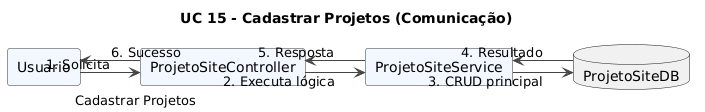 UC 15 - Cadastrar Projetos (Comunicação)
6. Sucesso
5. Resposta
4. Resultado
Usuario
1. Solicita
ProjetoSiteController
ProjetoSiteService
ProjetoSiteDB
2. Executa lógica
3. CRUD principal
Cadastrar Projetos